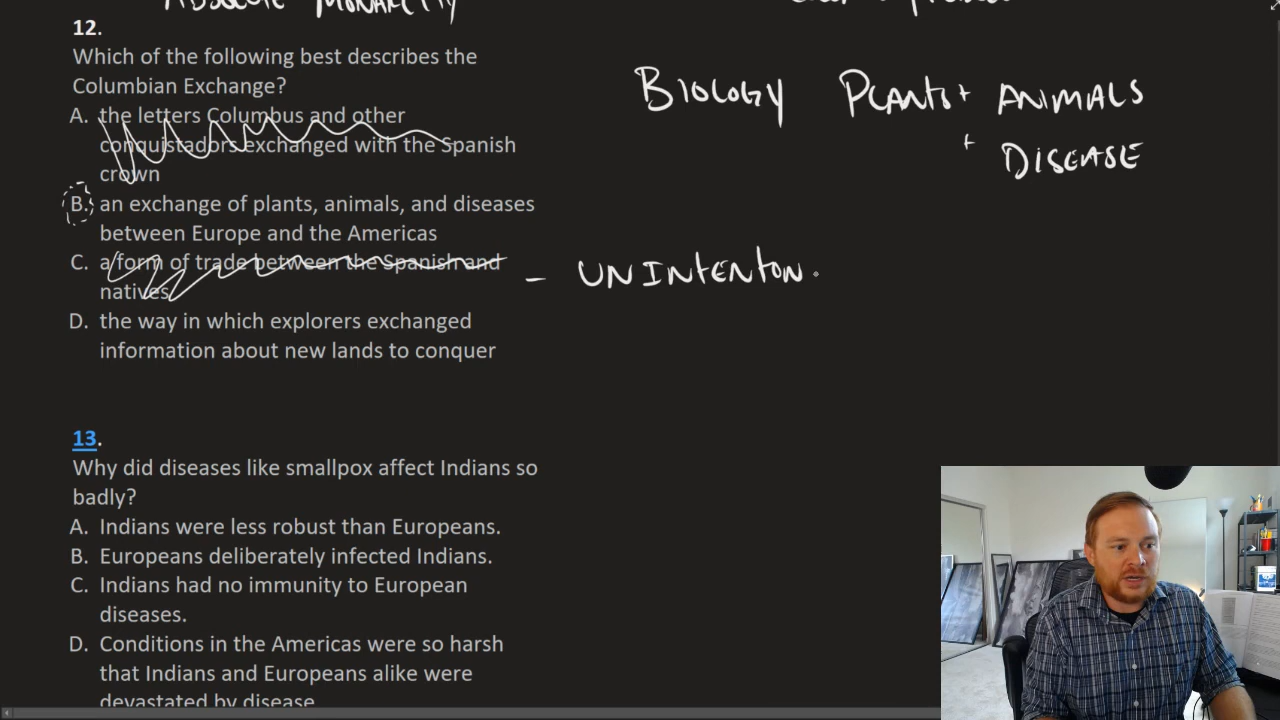 ABSOLUTE MONARCHY
12.
Which of the following best describes the
Columbian Exchange?
BIOLOGY PLANTS + ANIMALS
+ DISEASE
A. the letters Columbus and other
conquistadors exchanged with the Spanish
crown
B. an exchange of plants, animals, and diseases
between Europe and the Americas
C. a form of trade between the Spanish and
natives
- UNINTENTON
D. the way in which explorers exchanged
information about new lands to conquer
13.
Why did diseases like smallpox affect Indians so
badly?
A. Indians were less robust than Europeans.
B. Europeans deliberately infected Indians.
C. Indians had no immunity to European
diseases.
D. Conditions in the Americas were so harsh
that Indians and Europeans alike were
devastated by disease